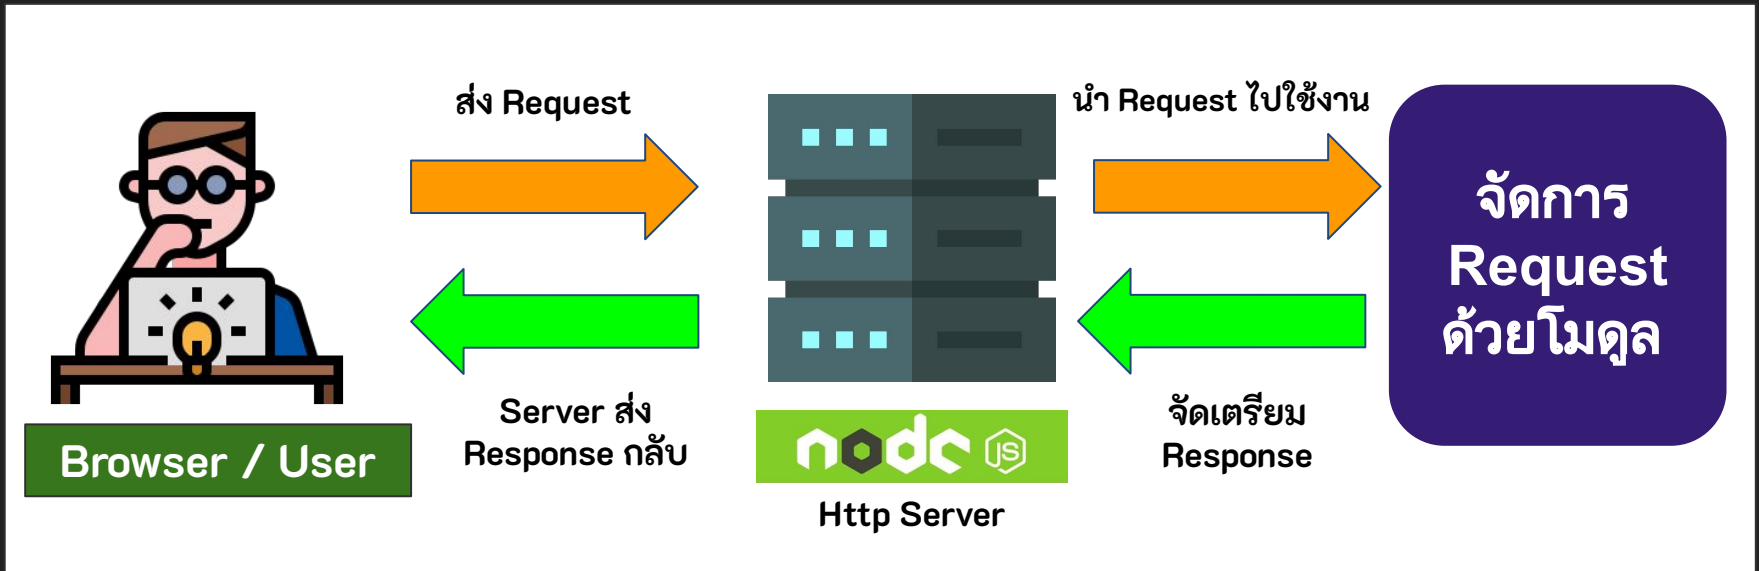 ส่ง Request
นำ Request ไปใช้งาน
จัดการ
Request
ด้วยโมดูล
Server ส่ง
Response กลับ
จัดเตรียม
Response
Browser / User
node JS
Http Server